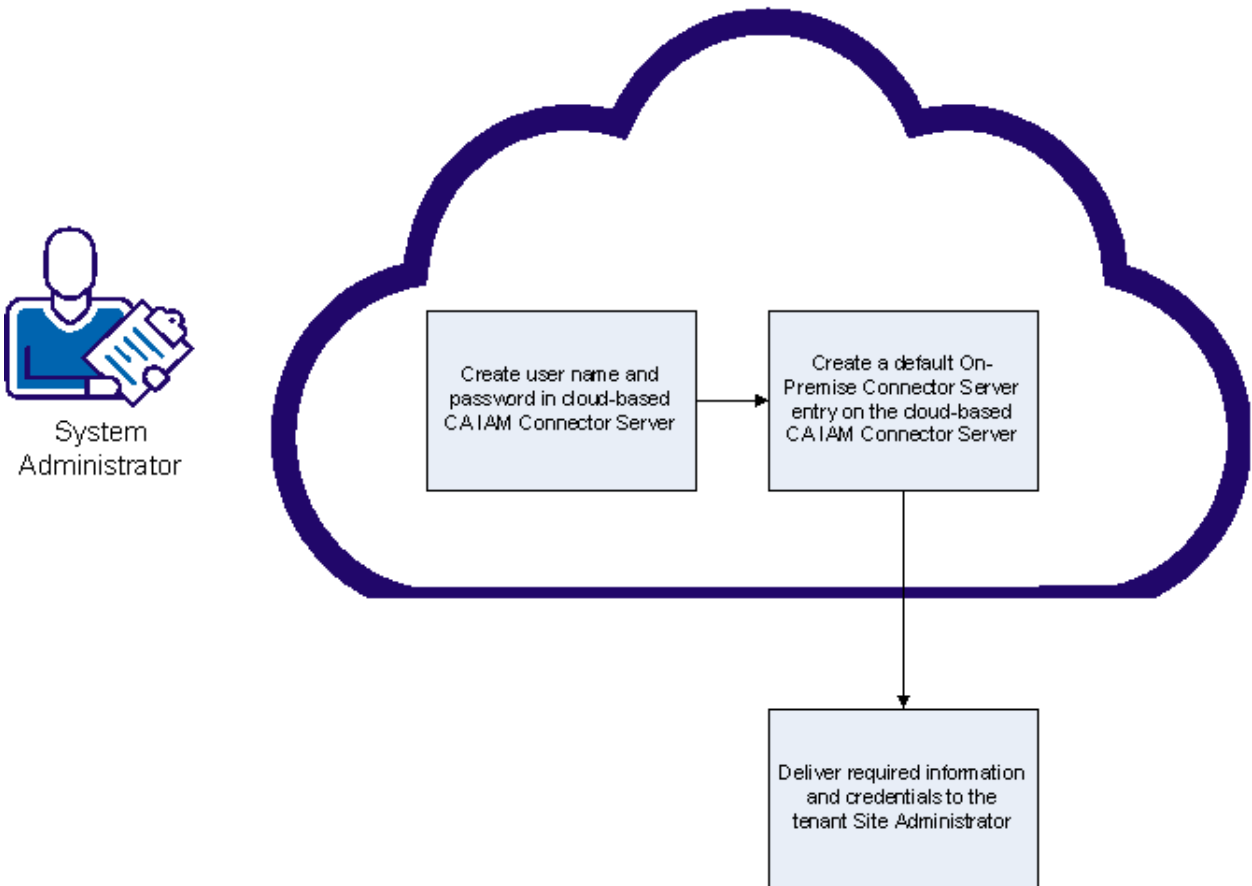 System
Administrator
Create user name and
password in cloud-based
CA IAM Connector Server
Create a default On-
Premise Connector Server
entry on the cloud-based
CA IAM Connector Server
Deliver required information
and credentials to the
tenant Site Administrator